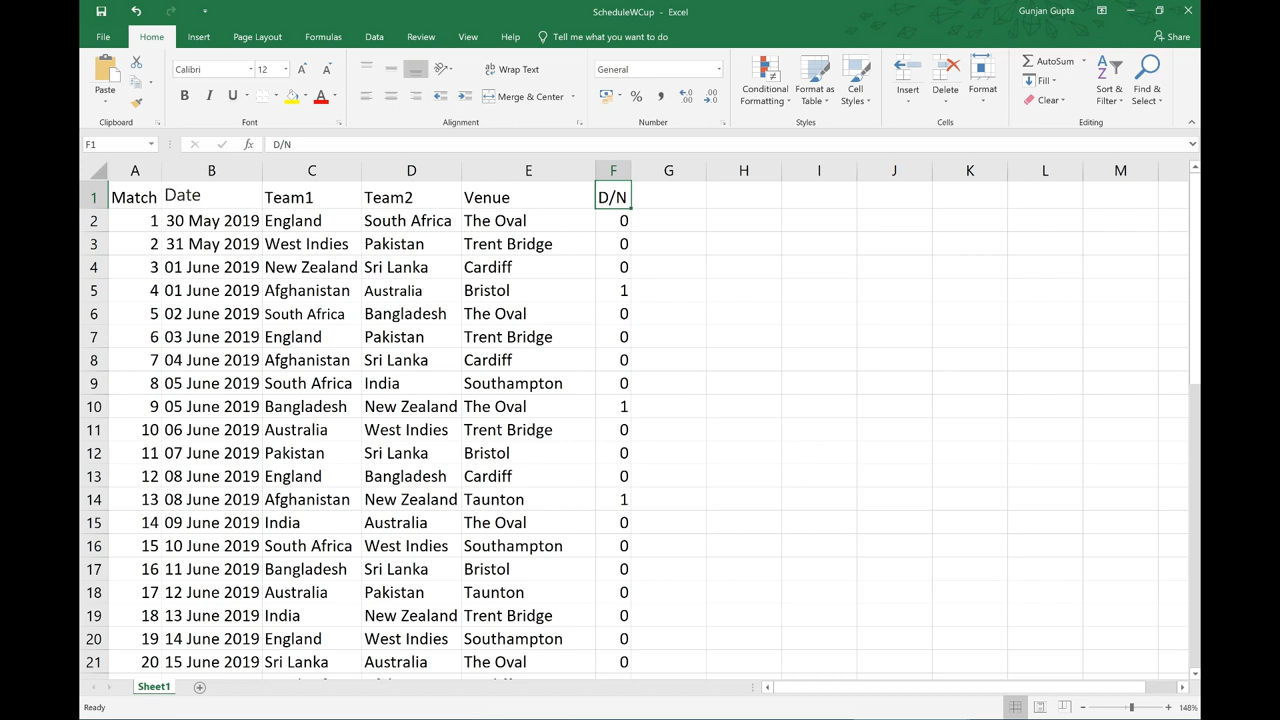 ScheduleWCup - Excel
Gunjan Gupta
File Home Insert Page Layout Formulas Data Review View Help Tell me what you want to do Share
Paste
Clipboard
Calibri 12
B I U
Font
Wrap Text
Merge & Center
Alignment
General
Number
Conditional Formatting
Format as Table
Cell Styles
Styles
Insert Delete Format
Cells
AutoSum
Fill
Clear
Sort & Filter
Find & Select
Editing
F1 fx D/N
A B C D E F G H I J K L M
1 Match Date Team1 Team2 Venue D/N
2 1 30 May 2019 England South Africa The Oval 0
3 2 31 May 2019 West Indies Pakistan Trent Bridge 0
4 3 01 June 2019 New Zealand Sri Lanka Cardiff 0
5 4 01 June 2019 Afghanistan Australia Bristol 1
6 5 02 June 2019 South Africa Bangladesh The Oval 0
7 6 03 June 2019 England Pakistan Trent Bridge 0
8 7 04 June 2019 Afghanistan Sri Lanka Cardiff 0
9 8 05 June 2019 South Africa India Southampton 0
10 9 05 June 2019 Bangladesh New Zealand The Oval 1
11 10 06 June 2019 Australia West Indies Trent Bridge 0
12 11 07 June 2019 Pakistan Sri Lanka Bristol 0
13 12 08 June 2019 England Bangladesh Cardiff 0
14 13 08 June 2019 Afghanistan New Zealand Taunton 1
15 14 09 June 2019 India Australia The Oval 0
16 15 10 June 2019 South Africa West Indies Southampton 0
17 16 11 June 2019 Bangladesh Sri Lanka Bristol 0
18 17 12 June 2019 Australia Pakistan Taunton 0
19 18 13 June 2019 India New Zealand Trent Bridge 0
20 19 14 June 2019 England West Indies Southampton 0
21 20 15 June 2019 Sri Lanka Australia The Oval 0
Sheet1
Ready 148%